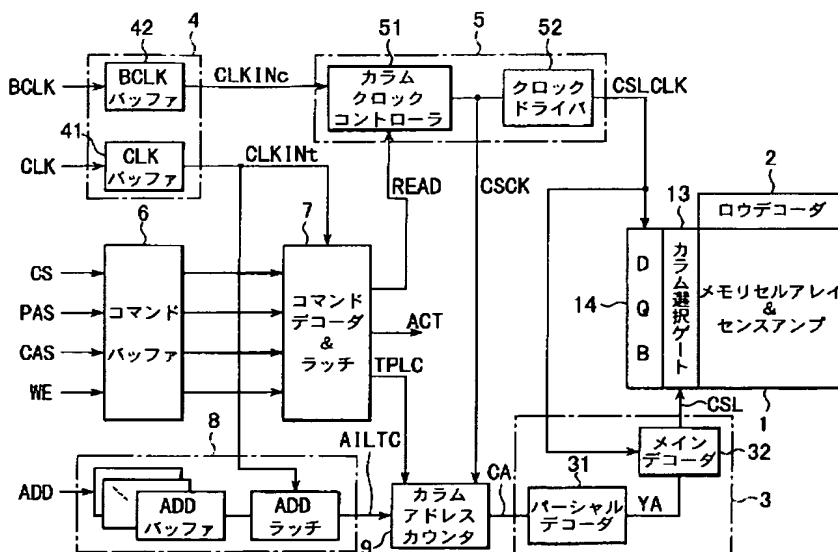 42
4
51
5
52
BCLK
BCLK
バッファ
CLKINc
カラム
クロック
コントローラ
クロック
ドライバ
CSLCLK
41
CLK
CLK
バッファ
CLKINt
READ
CSCK
2
6
7
13
ロウデコーダ
CS
PAS
CAS
WE
コマンド
バッファ
コマンド
デコーダ
&
ラッチ
ACT
TPLC
14
D
Q
B
カラム選択ゲート
メモリセルアレイ
&
センスアンプ
CSL
1
8
AILTC
ADD
ADD
バッファ
ADD
ラッチ
9
カラム
アドレス
カウンタ
CA
31
パーシャル
デコーダ
YA
メイン
デコーダ
32
3